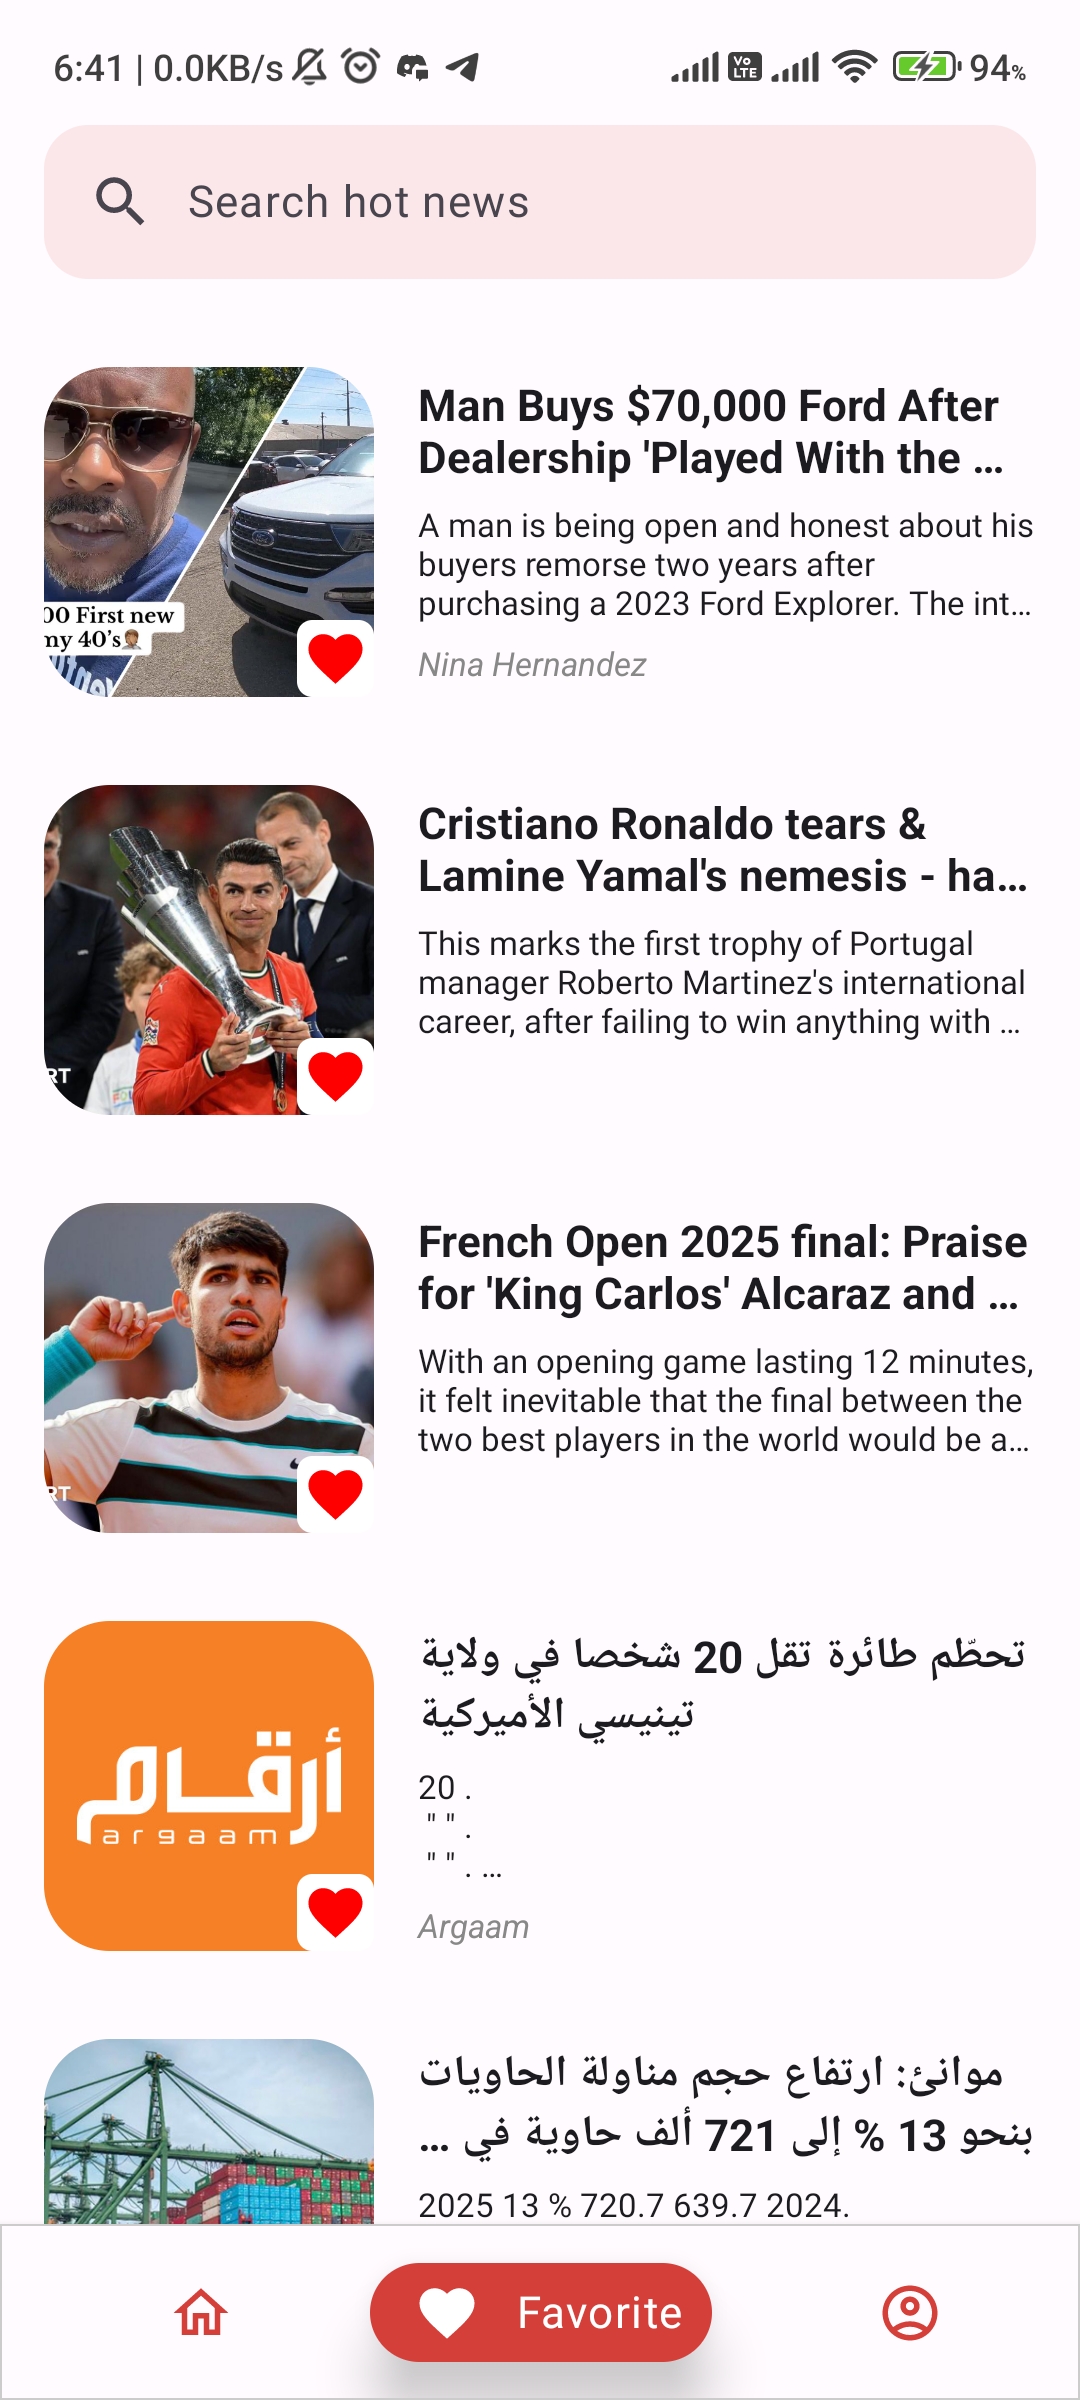 6:41 | 0.0KB/s
Vo LTE
94%
Search hot news
Man Buys $70,000 Ford After
Dealership 'Played With the …
A man is being open and honest about his
buyers remorse two years after
purchasing a 2023 Ford Explorer. The int…
Nina Hernandez
00 First new
my 40's
Cristiano Ronaldo tears &
Lamine Yamal's nemesis - ha…
This marks the first trophy of Portugal
manager Roberto Martinez's international
career, after failing to win anything with …
RT
French Open 2025 final: Praise
for 'King Carlos' Alcaraz and …
With an opening game lasting 12 minutes,
it felt inevitable that the final between the
two best players in the world would be a…
RT
تحطّم طائرة تقل 20 شخصا في ولاية
تينيسي الأميركية
20 .
" " .
" " . …
Argaam
أرقام
argaam
موانئ: ارتفاع حجم مناولة الحاويات
بنحو 13 % إلى 721 ألف حاوية في …
2025 13 % 720.7 639.7 2024.
Favorite